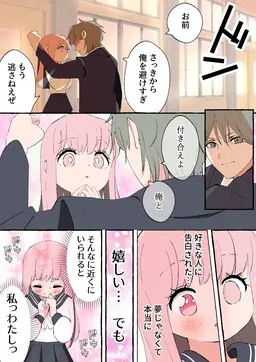 ドンッ
お前
さっきから
俺を避けすぎ
もう
逃さねえぜ
付き合えよ
俺と
好きな人に
告白された…
夢じゃなくて
本当に
嬉しい… でも
そんなに近くに
いられると
私っわたしっ